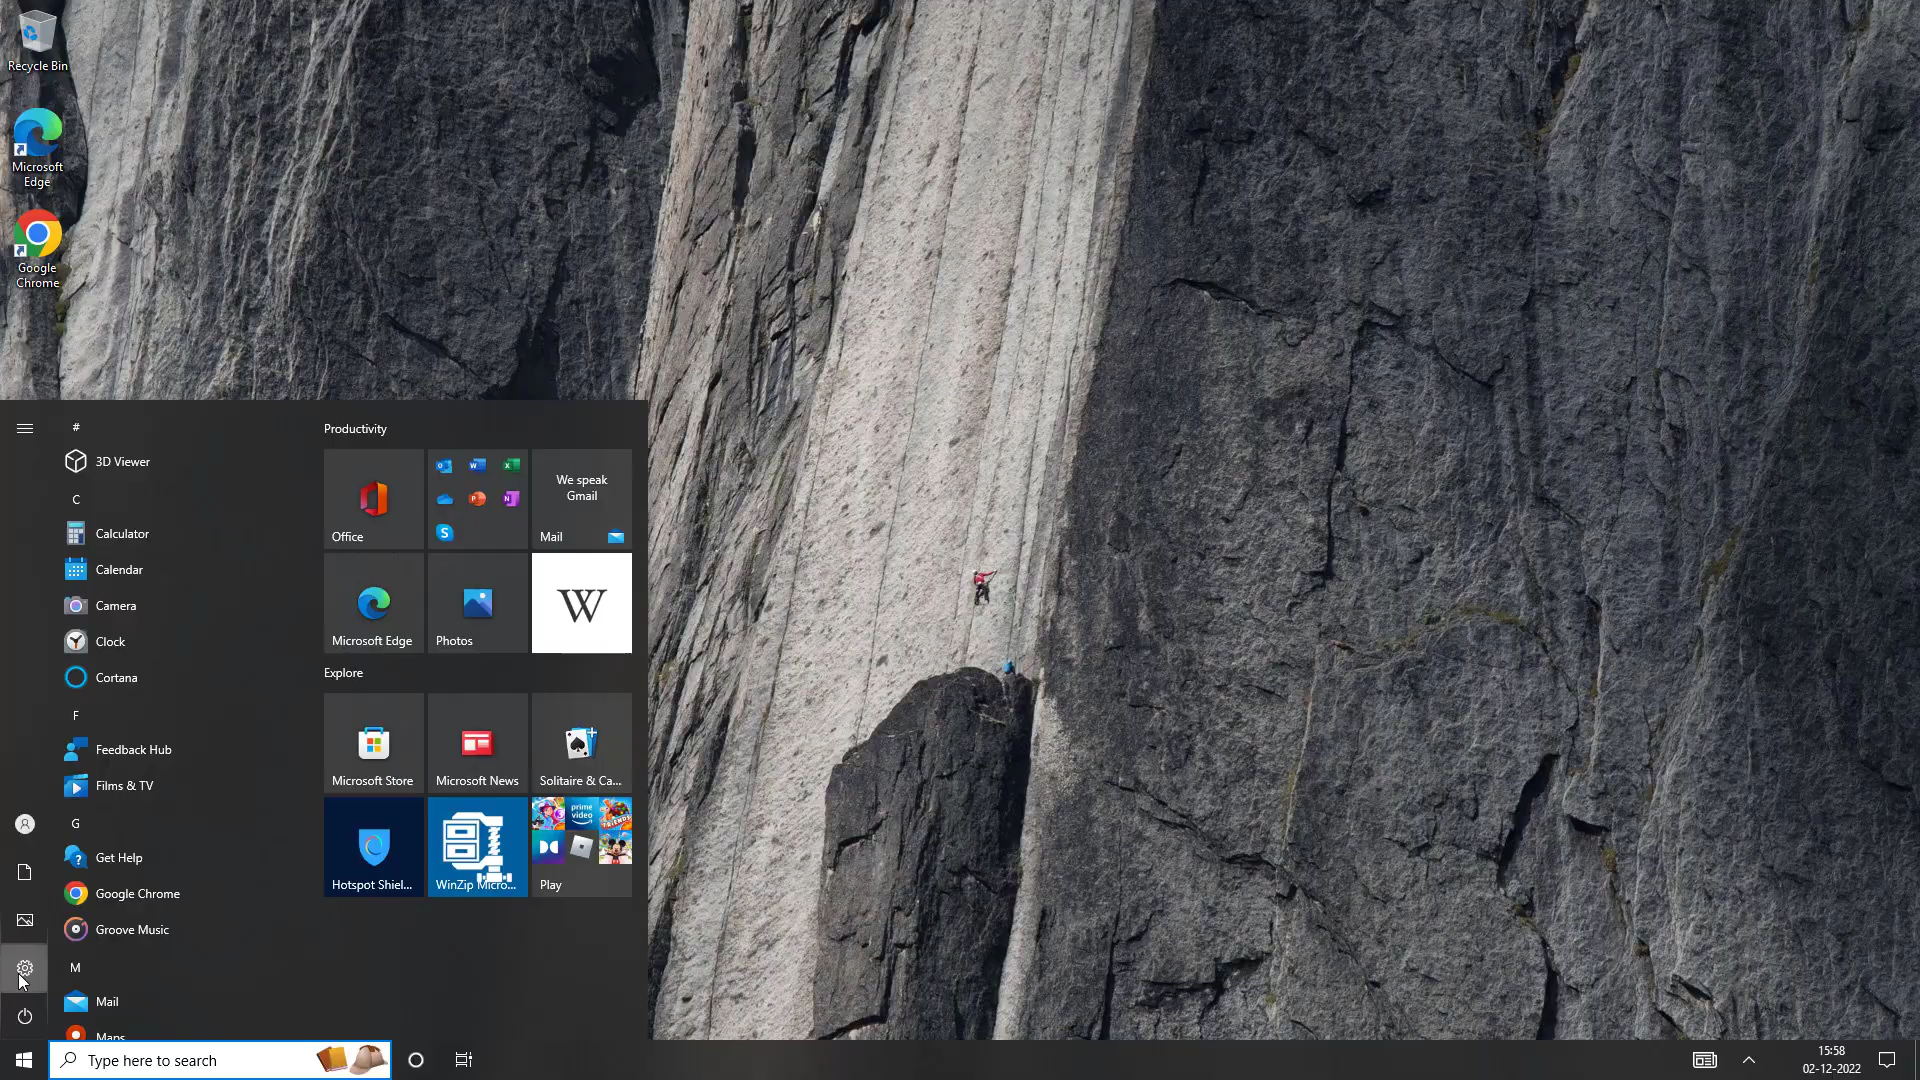 Recycle Bin
Microsoft
Edge
Google
Chrome
#
3D Viewer
C
Calculator
Calendar
Camera
Clock
Cortana
F
Feedback Hub
Films & TV
G
Get Help
Google Chrome
Groove Music
M
Mail
Maps
Productivity
Office
We speak
Gmail
Mail
Microsoft Edge
Photos
W
Explore
Microsoft Store
Microsoft News
Solitaire & Ca...
Hotspot Shiel...
WinZip Micro...
prime
video
FRIENDS
Play
Type here to search
15:58
02-12-2022